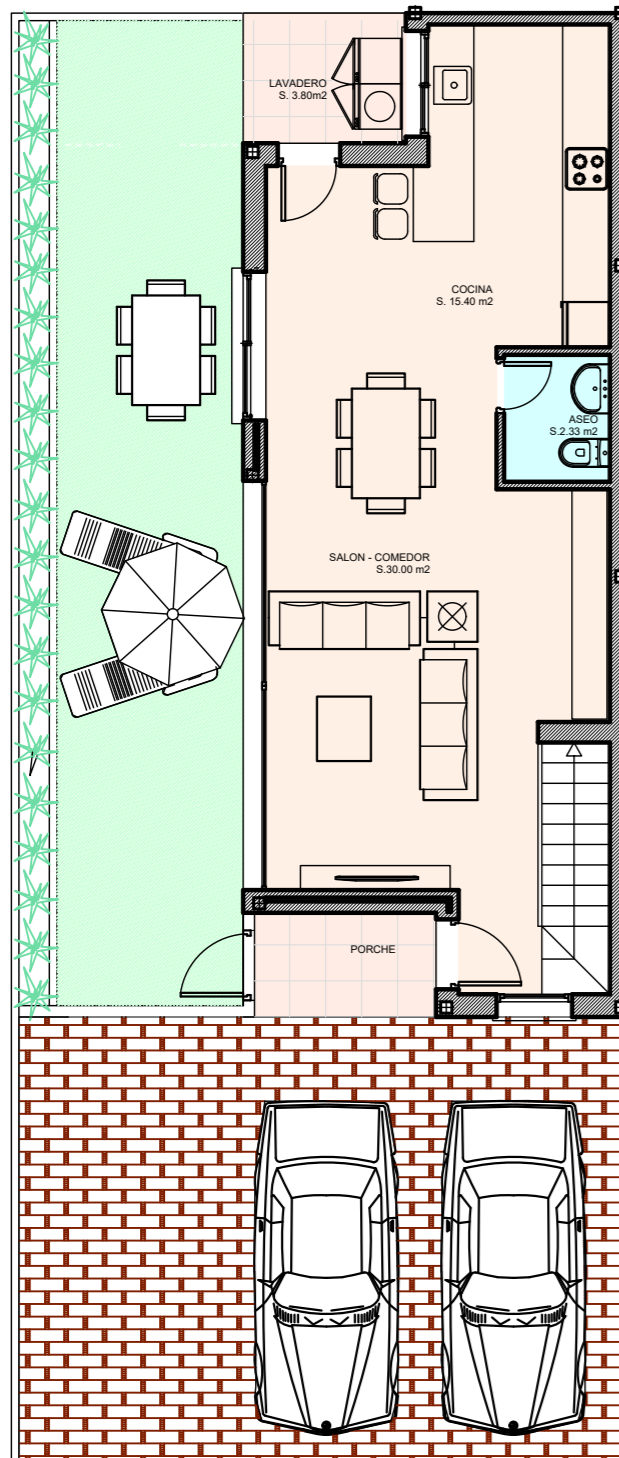 LAVADERO
S. 3.80m2
COCINA
S. 15.40 m2
ASEO
S.2.33 m2
SALON - COMEDOR
S.30.00 m2
PORCHE